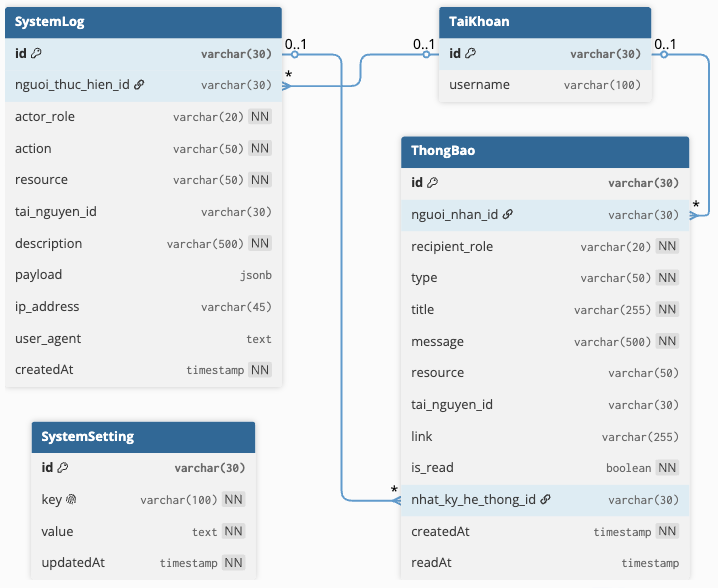 SystemLog
id varchar(30)
nguoi_thuc_hien_id varchar(30)
actor_role varchar(20) NN
action varchar(50) NN
resource varchar(50) NN
tai_nguyen_id varchar(30)
description varchar(500) NN
payload jsonb
ip_address varchar(45)
user_agent text
createdAt timestamp NN
0..1
*
0..1
TaiKhoan
id varchar(30)
username varchar(100)
0..1
*
ThongBao
id varchar(30)
nguoi_nhan_id varchar(30)
recipient_role varchar(20) NN
type varchar(50) NN
title varchar(255) NN
message varchar(500) NN
resource varchar(50)
tai_nguyen_id varchar(30)
link varchar(255)
is_read boolean NN
*
nhat_ky_he_thong_id varchar(30)
createdAt timestamp NN
readAt timestamp
SystemSetting
id varchar(30)
key varchar(100) NN
value text NN
updatedAt timestamp NN